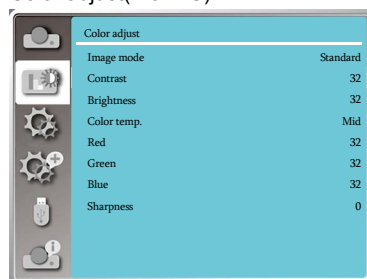 Color adjust
Image mode Standard
Contrast 32
Brightness 32
Color temp. Mid
Red 32
Green 32
Blue 32
Sharpness 0